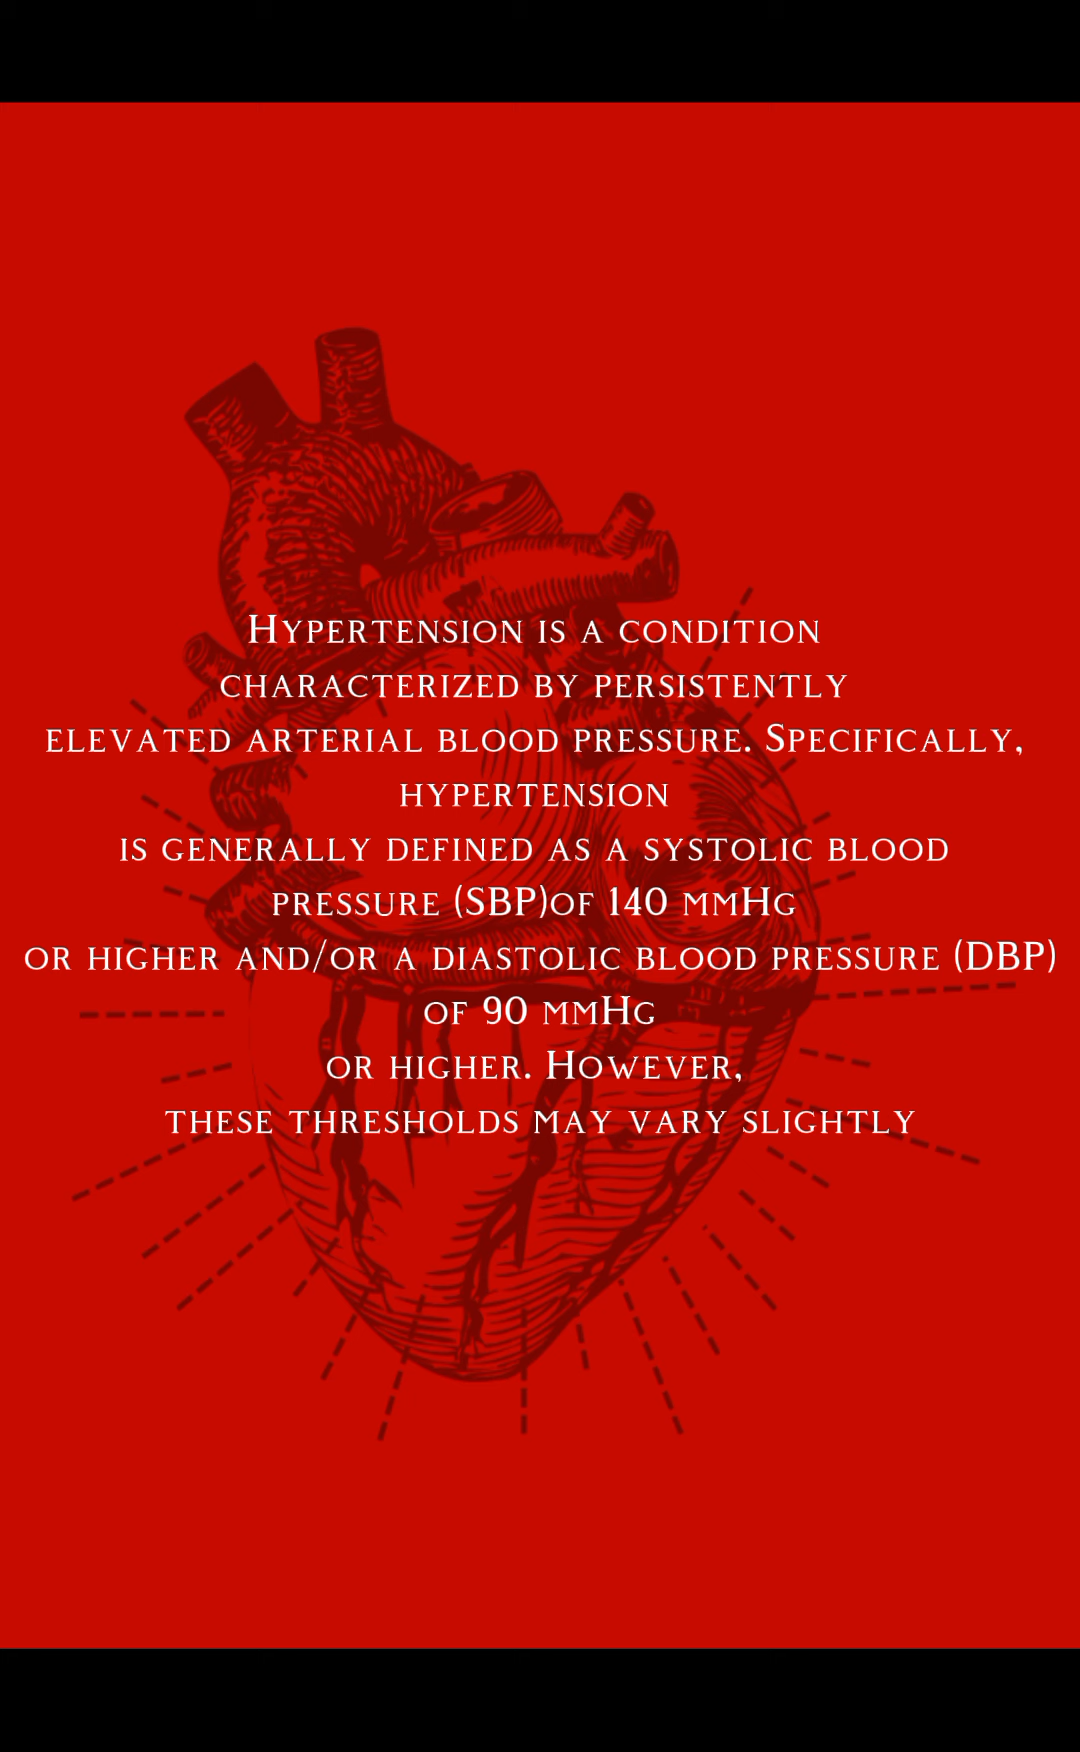 Hypertension is a condition
characterized by persistently
elevated arterial blood pressure. Specifically,
hypertension
is generally defined as a systolic blood
pressure (SBP)of 140 mmHg
or higher and/or a diastolic blood pressure (DBP)
of 90 mmHg
or higher. However,
these thresholds may vary slightly